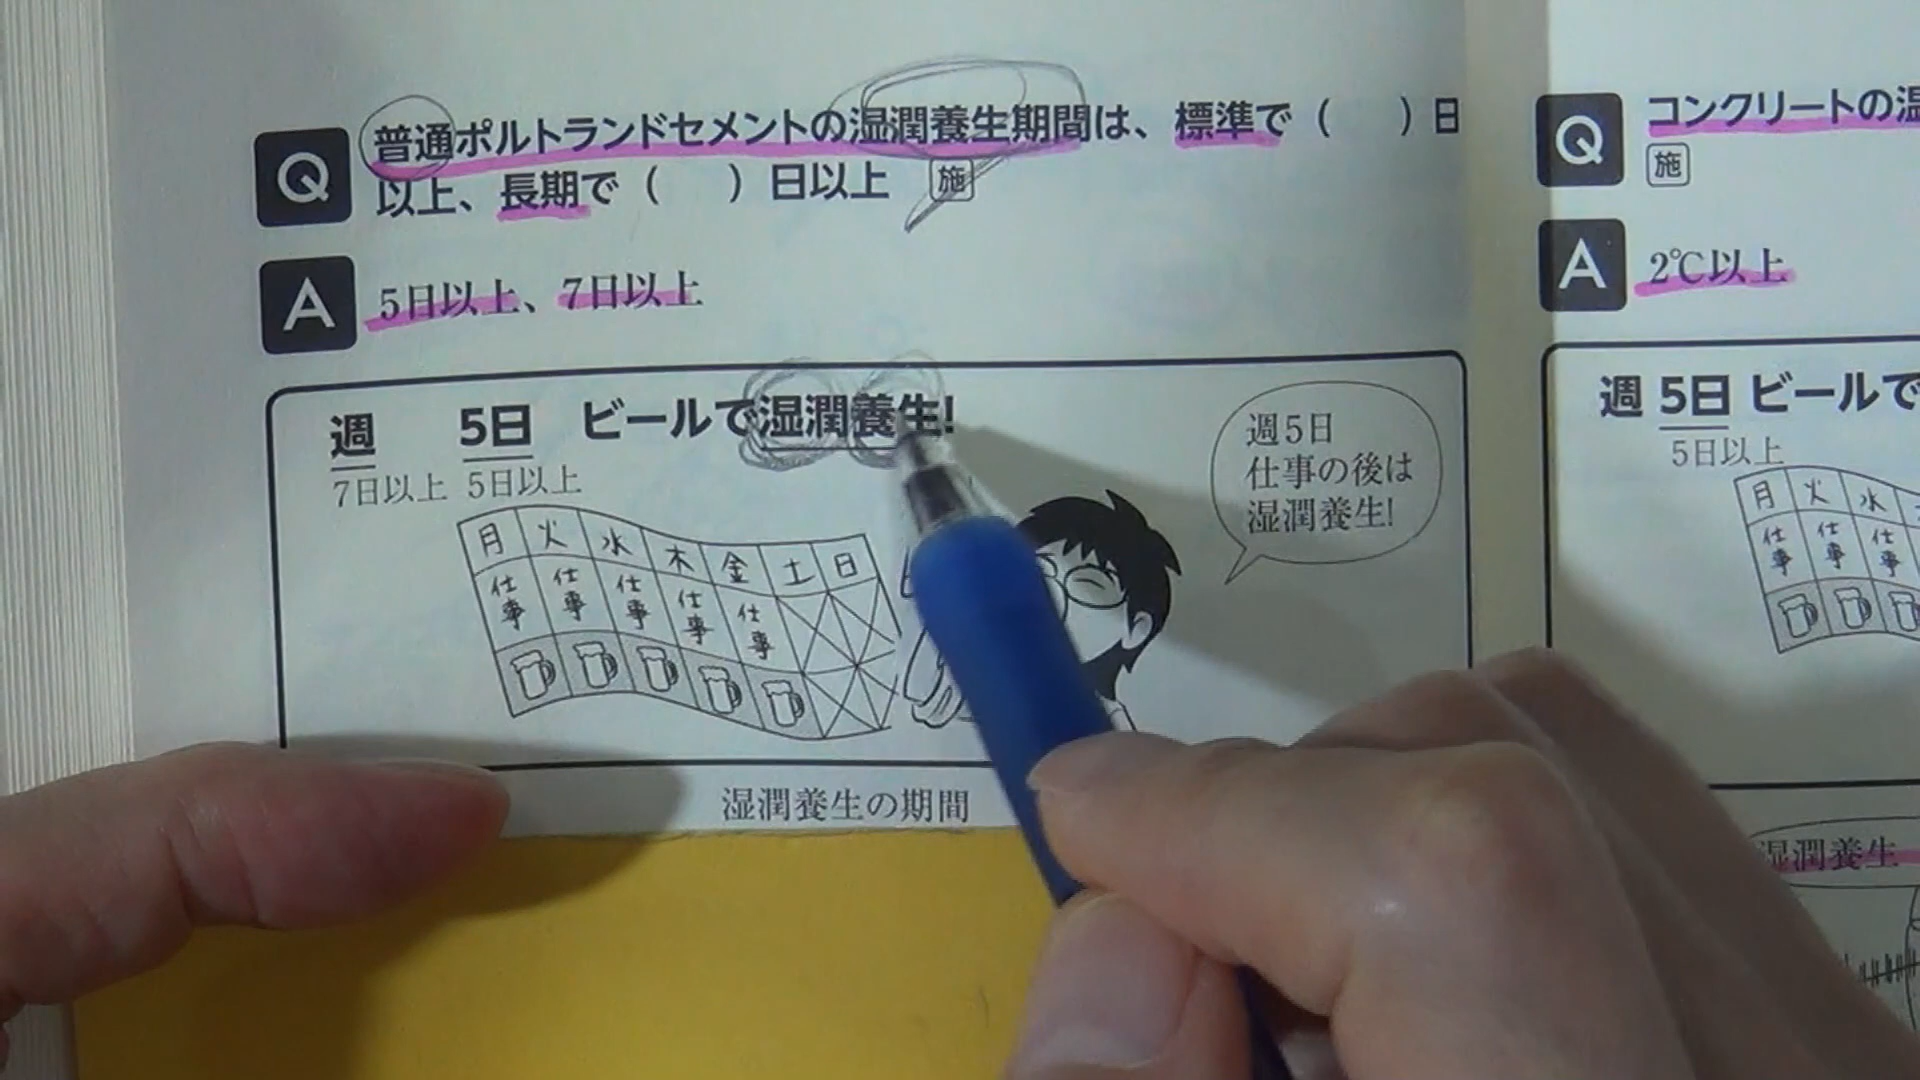 Q 普通ポルトランドセメントの湿潤養生期間は、標準で（　）日
以上、長期で（　）日以上 施
A 5日以上、7日以上
週 5日 ビールで湿潤養生!
7日以上 5日以上
月 火 水 木 金 土 日
仕事 仕事 仕事 仕事 仕事
週5日
仕事の後は
湿潤養生!
湿潤養生の期間
Q コンクリートの湿
施
A 2℃以上
週 5日 ビールで
5日以上
月 火 水
仕事 仕事 仕事
湿潤養生